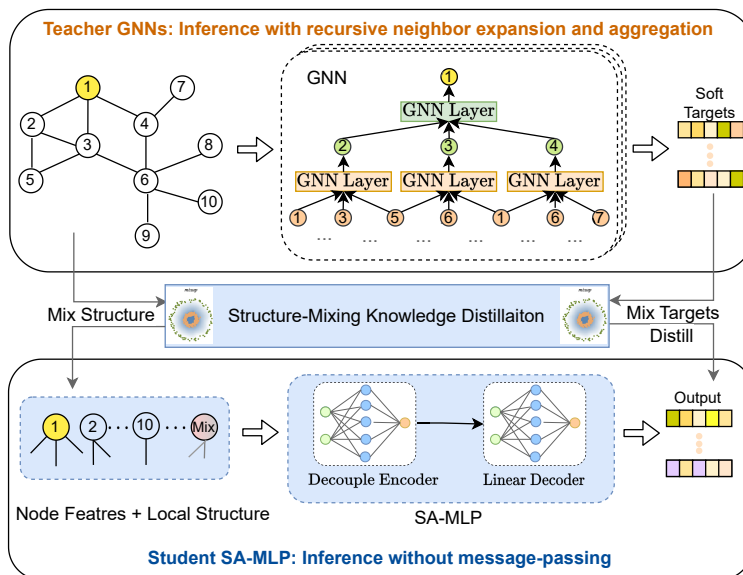 Teacher GNNs: Inference with recursive neighbor expansion and aggregation
1
7
2
3
4
8
5
6
10
9
GNN
1
GNN Layer
2
3
4
GNN Layer
GNN Layer
GNN Layer
1
3
5
6
1
6
7
... ... ... ... ...
Soft
Targets
Mix Structure
mixup
Structure-Mixing Knowledge Distillaiton
mixup
Mix Targets
Distill
1
2
...
10
...
Mix
Node Featres + Local Structure
Decouple Encoder
Linear Decoder
SA-MLP
Output
Student SA-MLP: Inference without message-passing